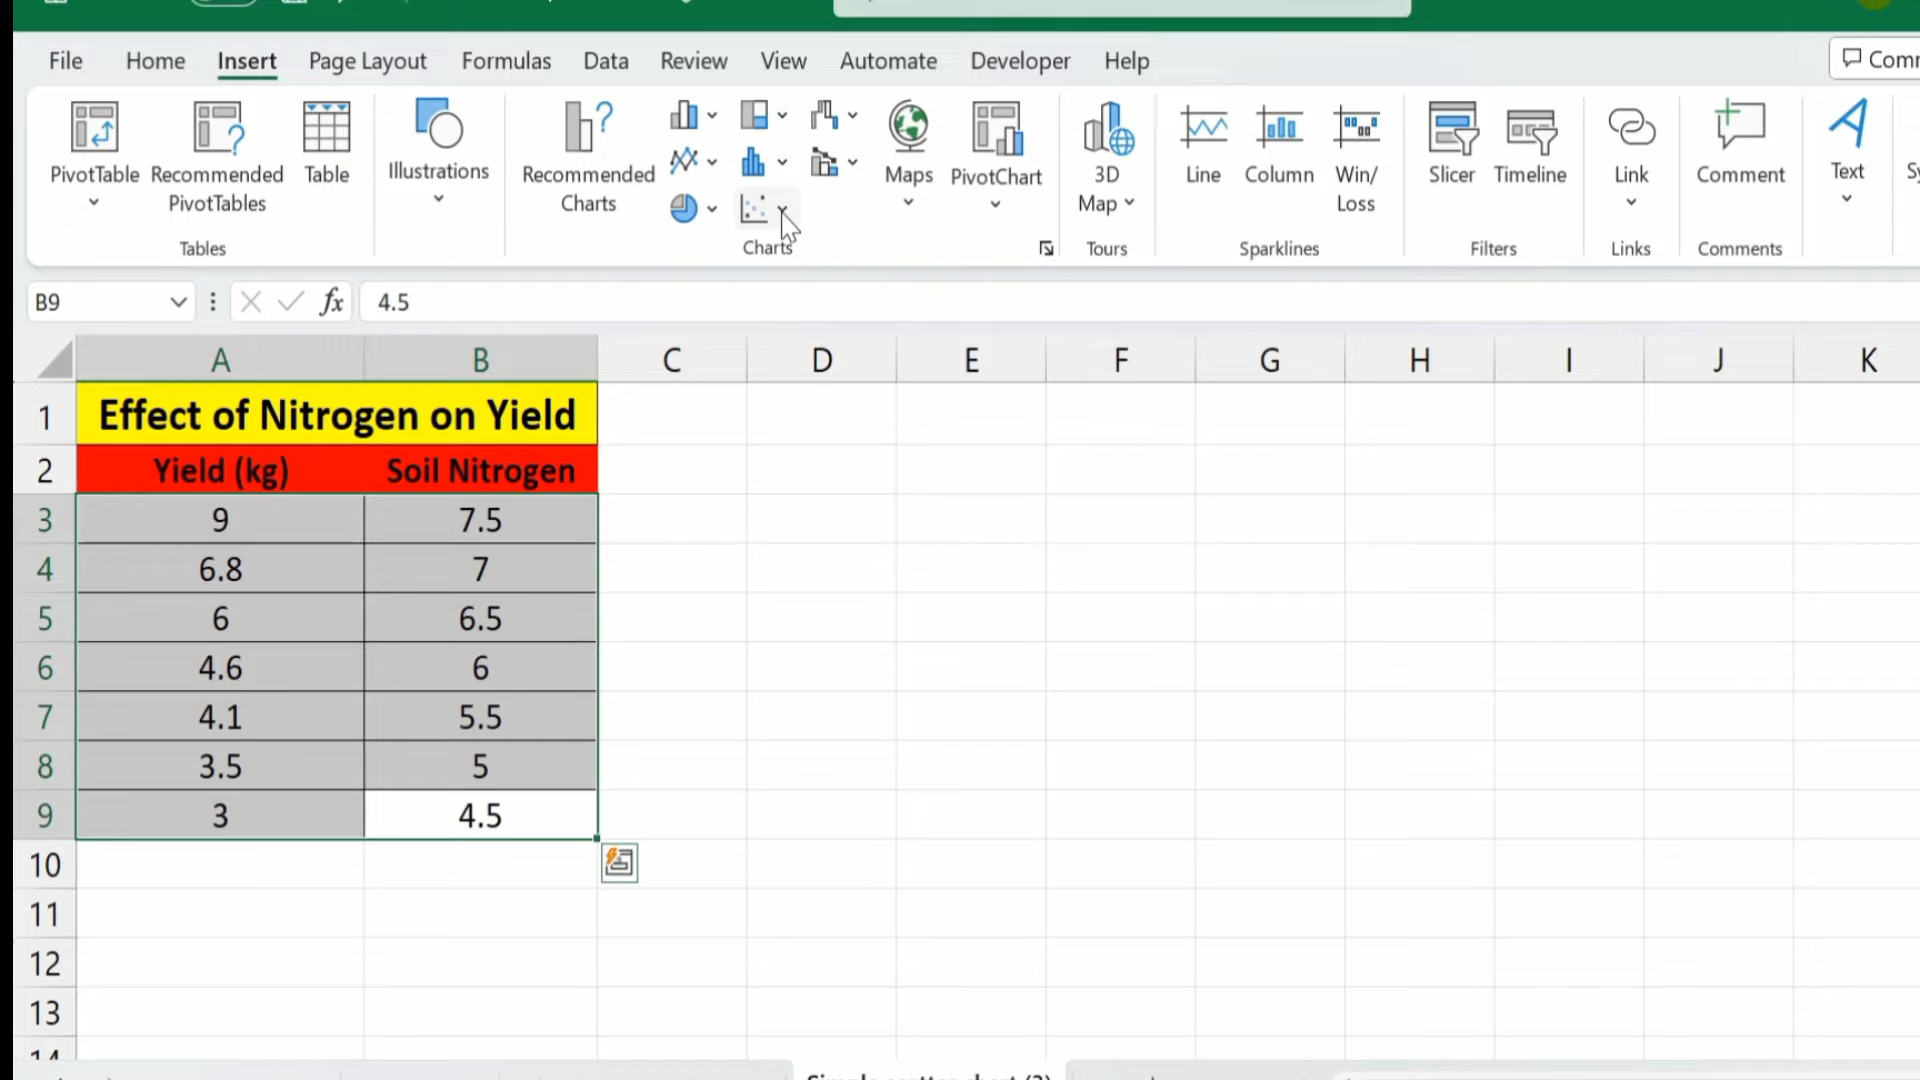 File Home Insert Page Layout Formulas Data Review View Automate Developer Help
PivotTable Recommended PivotTables Table
Tables
Illustrations
Recommended Charts
Maps PivotChart
Charts
3D Map
Tours
Line Column Win/Loss
Sparklines
Slicer Timeline
Filters
Link
Links
Comment
Comments
Text
B9 fx 4.5
A B C D E F G H I J K
1 Effect of Nitrogen on Yield
2 Yield (kg) Soil Nitrogen
3 9 7.5
4 6.8 7
5 6 6.5
6 4.6 6
7 4.1 5.5
8 3.5 5
9 3 4.5
10
11
12
13
14